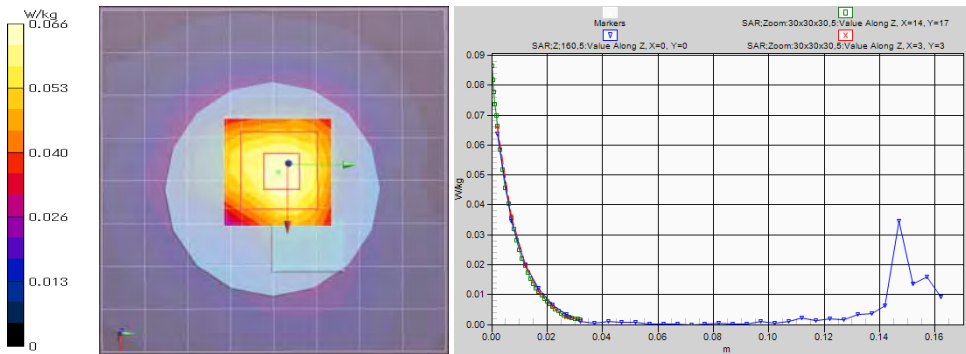 W/kg
0.066
0.053
0.040
0.026
0.013
0
Markers
SAR;Z;160,5:Value Along Z, X=0, Y=0
SAR;Zoom:30x30x30,5:Value Along Z, X=14, Y=17
X
SAR;Zoom:30x30x30,5:Value Along Z, X=3, Y=3
0.09
0.08
0.07
0.06
0.05
0.04
0.03
0.02
0.01
0.00
W/kg
0.00 0.02 0.04 0.06 0.08 0.10 0.12 0.14 0.16
m